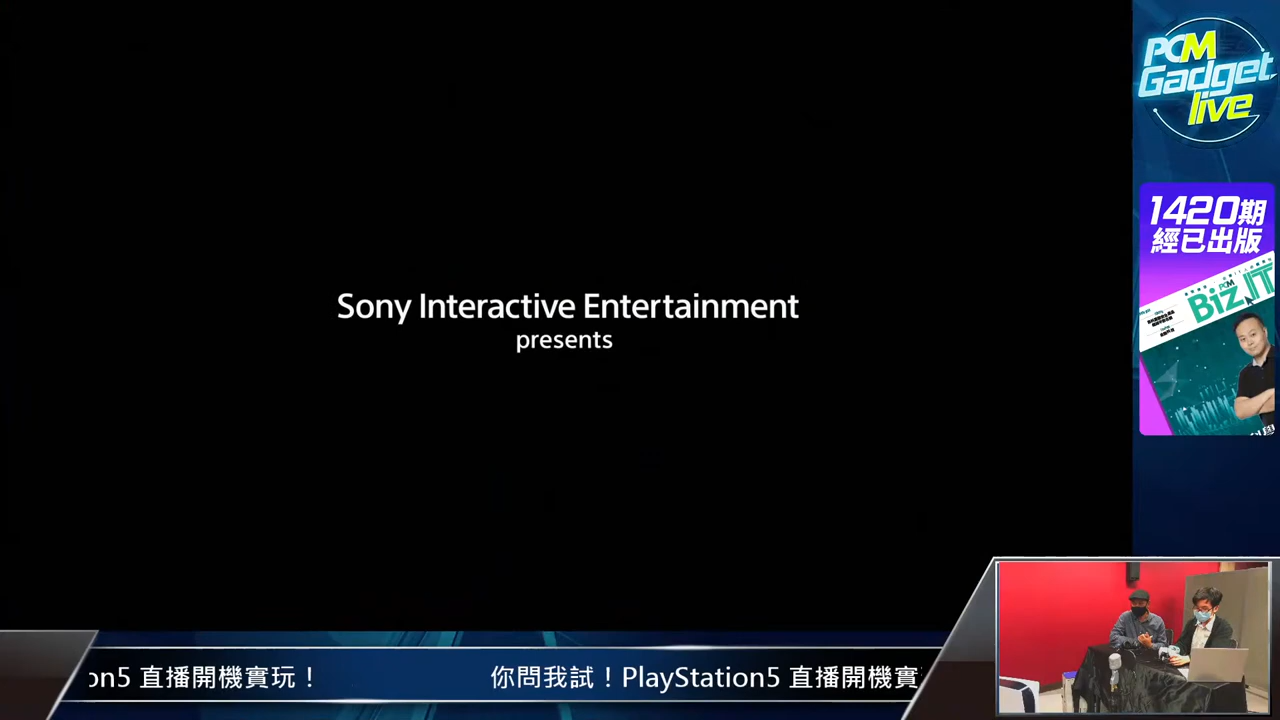 Sony Interactive Entertainment
presents
PCM
Gadget
live
1420期
經已出版
PCM
Biz.IT
on5 直播開機實玩！
你問我試！PlayStation5 直播開機實